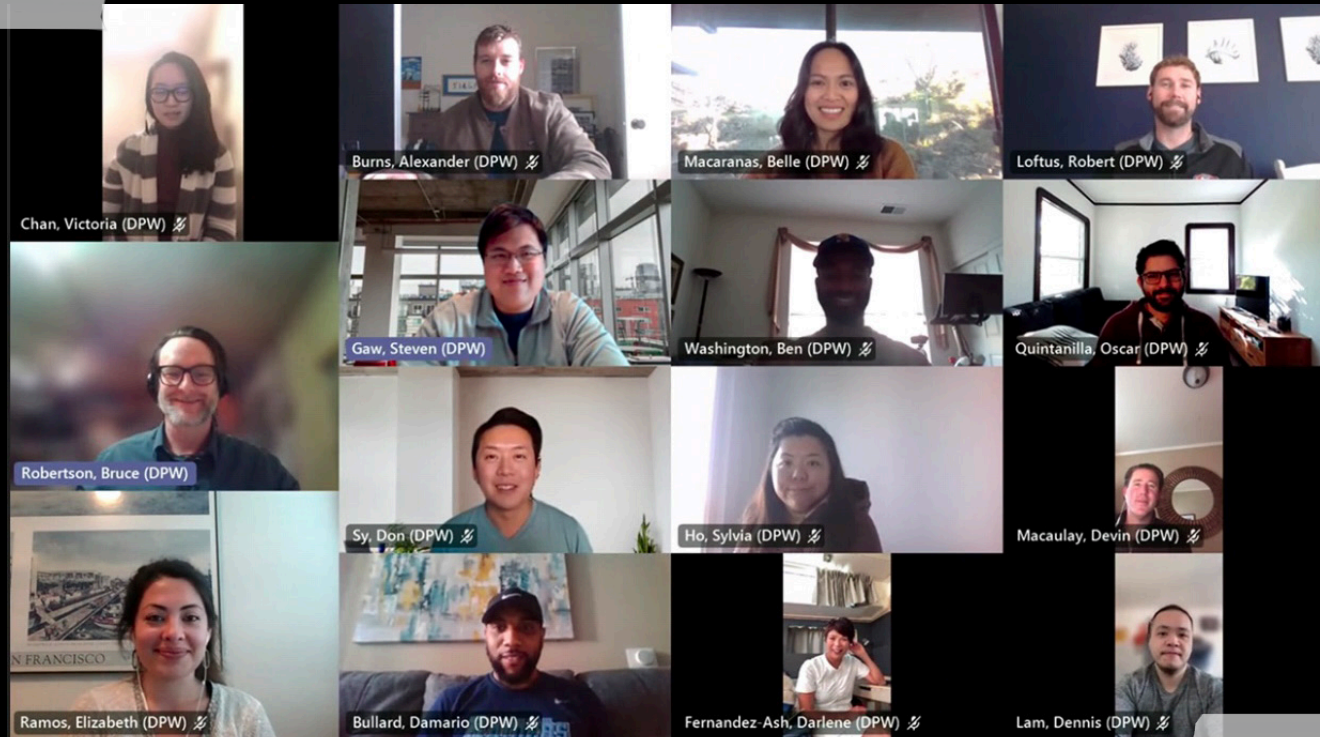 Chan, Victoria (DPW)
Burns, Alexander (DPW)
Macaranas, Belle (DPW)
Loftus, Robert (DPW)
Robertson, Bruce (DPW)
Gaw, Steven (DPW)
Washington, Ben (DPW)
Quintanilla, Oscar (DPW)
Sy, Don (DPW)
Ho, Sylvia (DPW)
Macaulay, Devin (DPW)
N FRANCISCO
Ramos, Elizabeth (DPW)
Bullard, Damario (DPW)
Fernandez-Ash, Darlene (DPW)
Lam, Dennis (DPW)